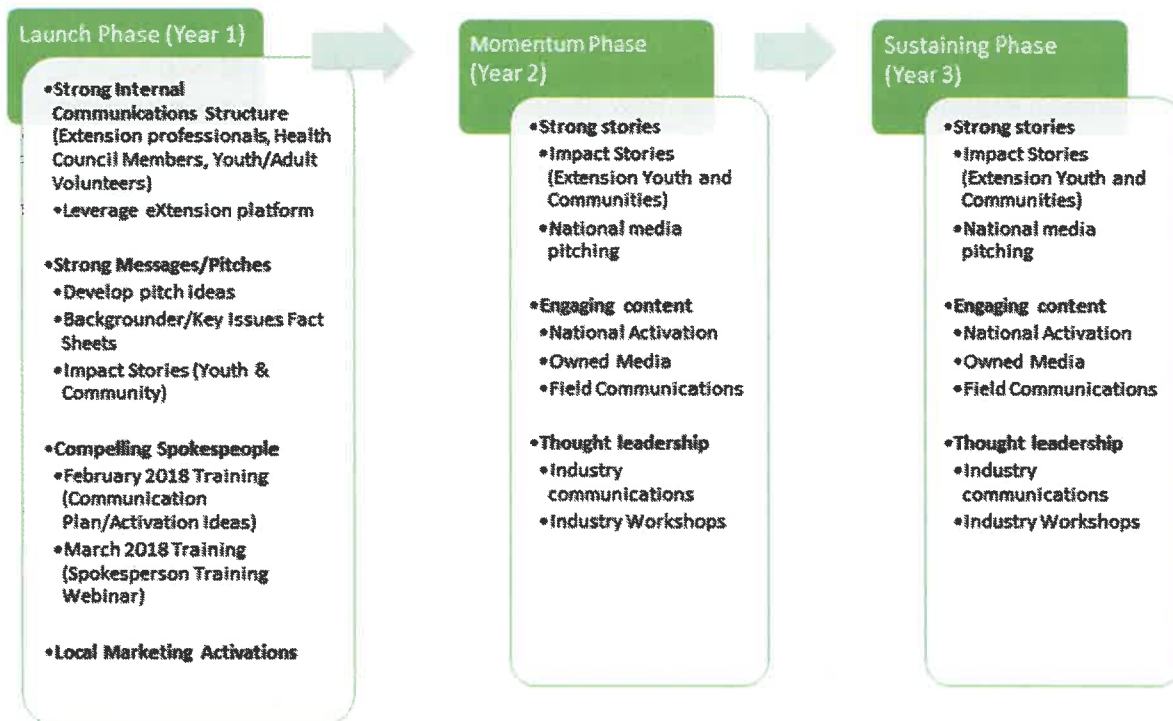 Launch Phase (Year 1)
•Strong Internal
Communications Structure
(Extension professionals, Health
Council Members, Youth/Adult
Volunteers)
•Leverage eXtension platform
•Strong Messages/Pitches
•Develop pitch ideas
•Backgrounder/Key Issues Fact
Sheets
•Impact Stories (Youth &
Community)
•Compelling Spokespeople
•February 2018 Training
(Communication
Plan/Activation Ideas)
•March 2018 Training
(Spokesperson Training
Webinar)
•Local Marketing Activations
Momentum Phase
(Year 2)
•Strong stories
•Impact Stories
(Extension Youth and
Communities)
•National media
pitching
•Engaging content
•National Activation
•Owned Media
•Field Communications
•Thought leadership
•Industry
communications
•Industry Workshops
Sustaining Phase
(Year 3)
•Strong stories
•Impact Stories
(Extension Youth and
Communities)
•National media
pitching
•Engaging content
•National Activation
•Owned Media
•Field Communications
•Thought leadership
•Industry
communications
•Industry Workshops